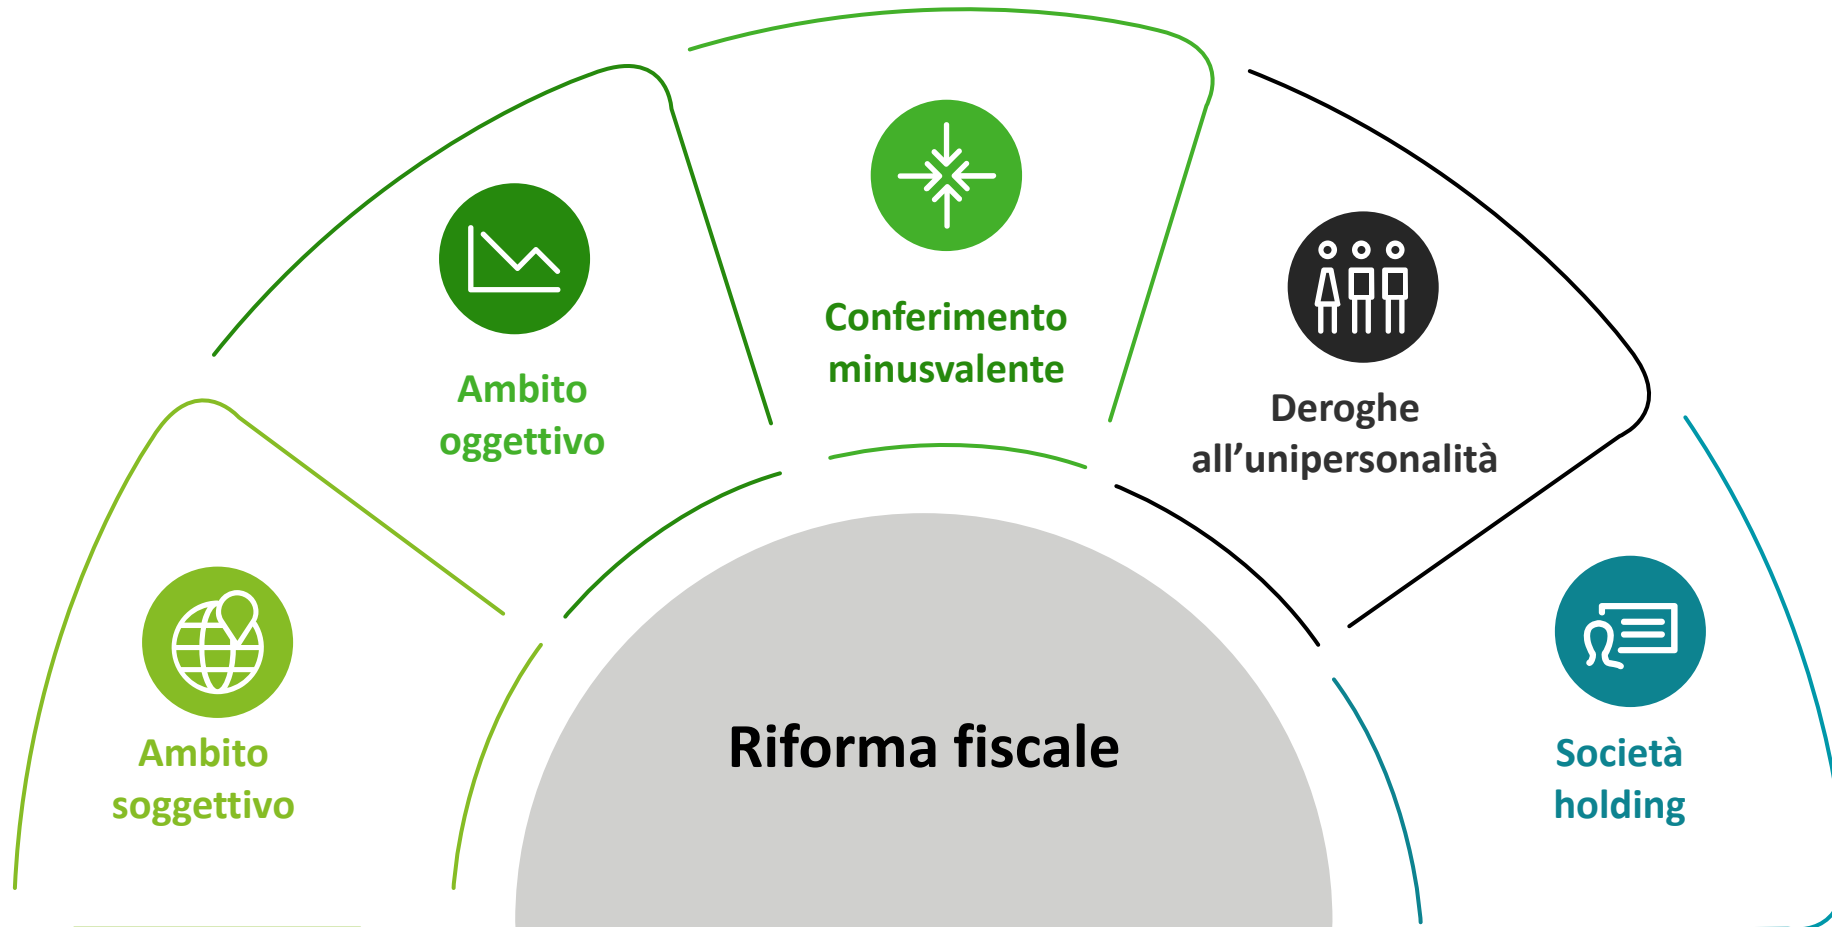 Ambito
soggettivo
Ambito
oggettivo
Conferimento
minusvalente
Deroghe
all’unipersonalità
Società
holding
Riforma fiscale